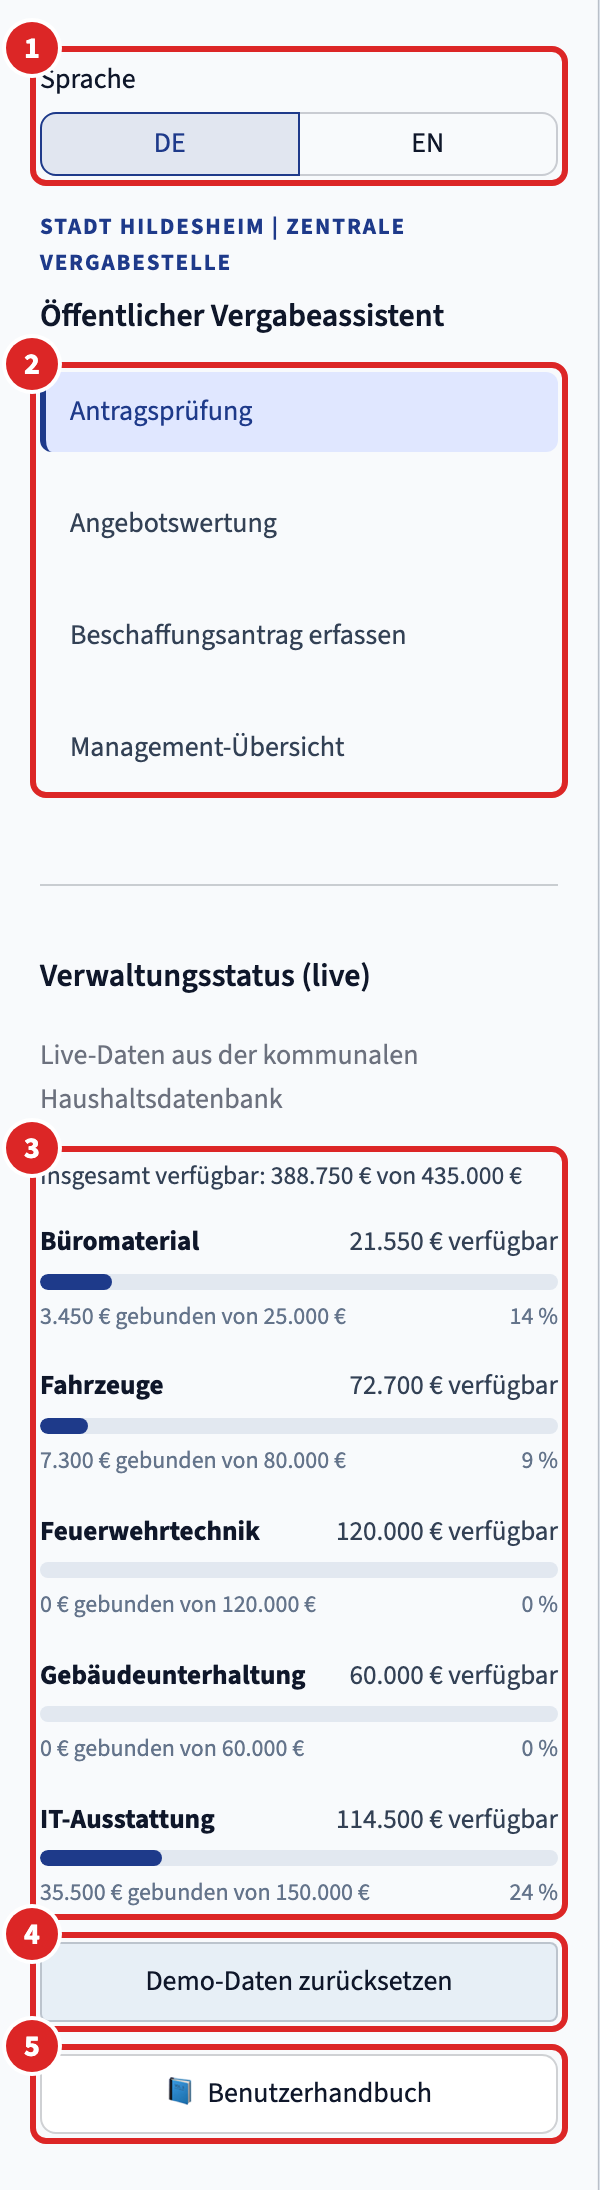 1
Sprache
DE EN
STADT HILDESHEIM | ZENTRALE
VERGABESTELLE
Öffentlicher Vergabeassistent
2
Antragsprüfung
Angebotswertung
Beschaffungsantrag erfassen
Management-Übersicht
Verwaltungsstatus (live)
Live-Daten aus der kommunalen
Haushaltsdatenbank
3
Insgesamt verfügbar: 388.750 € von 435.000 €
Büromaterial 21.550 € verfügbar
3.450 € gebunden von 25.000 € 14 %
Fahrzeuge 72.700 € verfügbar
7.300 € gebunden von 80.000 € 9 %
Feuerwehrtechnik 120.000 € verfügbar
0 € gebunden von 120.000 € 0 %
Gebäudeunterhaltung 60.000 € verfügbar
0 € gebunden von 60.000 € 0 %
IT-Ausstattung 114.500 € verfügbar
35.500 € gebunden von 150.000 € 24 %
4
Demo-Daten zurücksetzen
5
Benutzerhandbuch